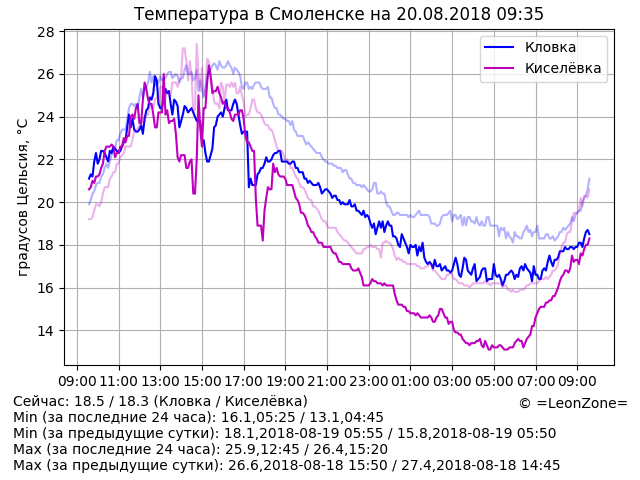 Температура в Смоленске на 20.08.2018 09:35
28
26
24
22
20
18
16
14
градусов Цельсия, °C
Кловка
Киселёвка
09:00 11:00 13:00 15:00 17:00 19:00 21:00 23:00 01:00 03:00 05:00 07:00 09:00
Сейчас: 18.5 / 18.3 (Кловка / Киселёвка)
© =LeonZone=
Min (за последние 24 часа): 16.1,05:25 / 13.1,04:45
Min (за предыдущие сутки): 18.1,2018-08-19 05:55 / 15.8,2018-08-19 05:50
Max (за последние 24 часа): 25.9,12:45 / 26.4,15:20
Max (за предыдущие сутки): 26.6,2018-08-18 15:50 / 27.4,2018-08-18 14:45